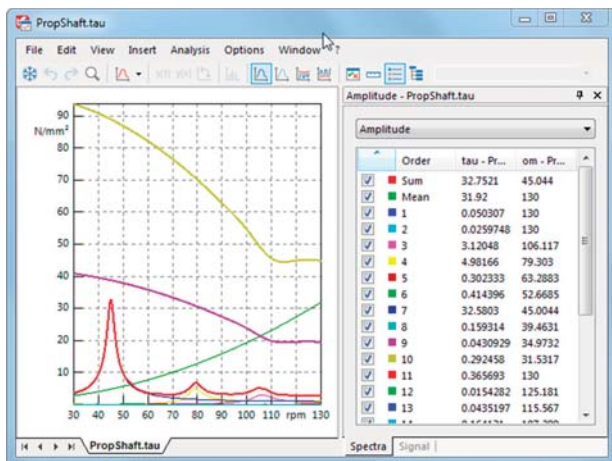 PropShaft.tau
File Edit View Insert Analysis Options Window ?
Amplitude - PropShaft.tau
Amplitude
Order tau - Pr... om - Pr...
Sum 32.7521 45.044
Mean 31.92 130
1 0.050307 130
2 0.0259748 130
3 3.12048 106.117
4 4.98166 79.303
5 0.302333 63.2883
6 0.414396 52.6685
7 32.5803 45.0044
8 0.159314 39.4631
9 0.0430929 34.9732
10 0.292458 31.5317
11 0.365693 130
12 0.0154282 125.181
13 0.0435197 115.567
90
N/mm²
80
70
60
50
40
30
20
10
30 40 50 60 70 80 90 100 110 rpm 130
PropShaft.tau
Spectra Signal